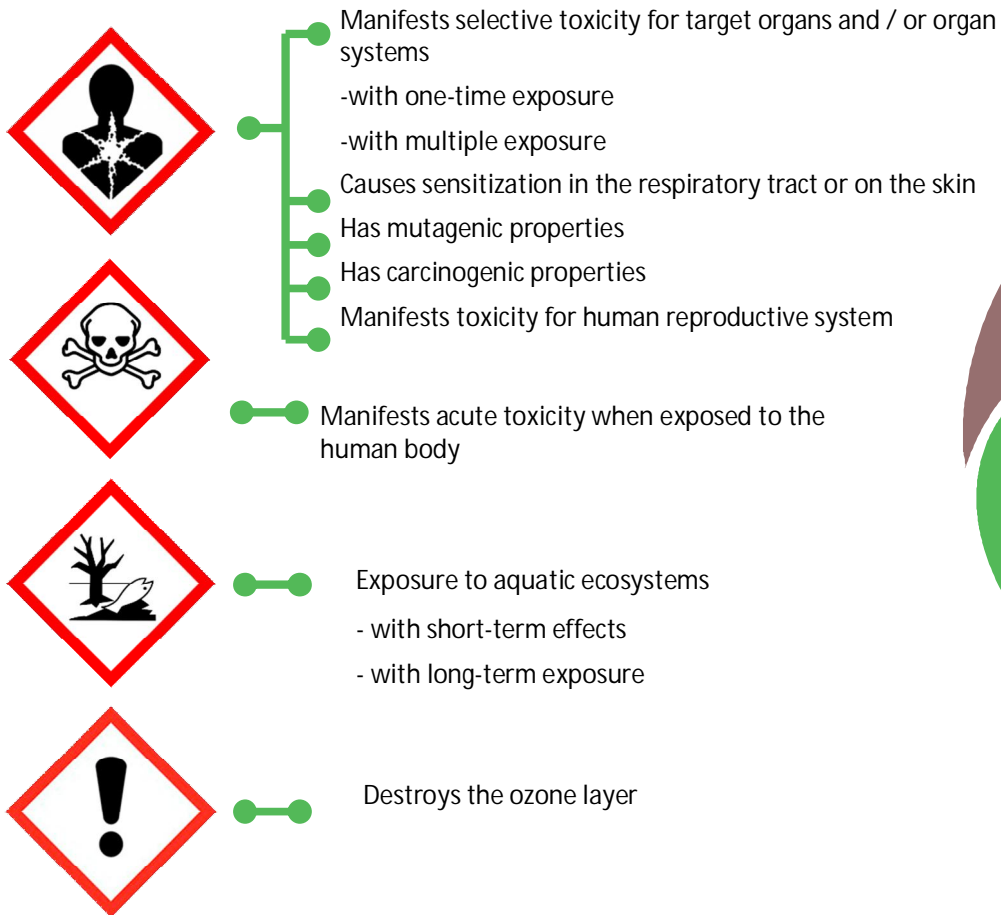 Manifests selective toxicity for target organs and / or organ
systems
-with one-time exposure
-with multiple exposure
Causes sensitization in the respiratory tract or on the skin
Has mutagenic properties
Has carcinogenic properties
Manifests toxicity for human reproductive system
Manifests acute toxicity when exposed to the
human body
Exposure to aquatic ecosystems
- with short-term effects
- with long-term exposure
Destroys the ozone layer